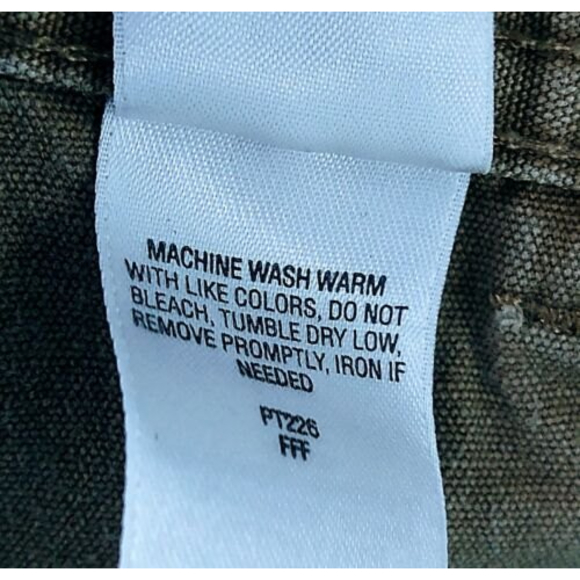 MACHINE WASH WARM
WITH LIKE COLORS, DO NOT
BLEACH, TUMBLE DRY LOW,
REMOVE PROMPTLY, IRON IF
NEEDED
PT226
FFF